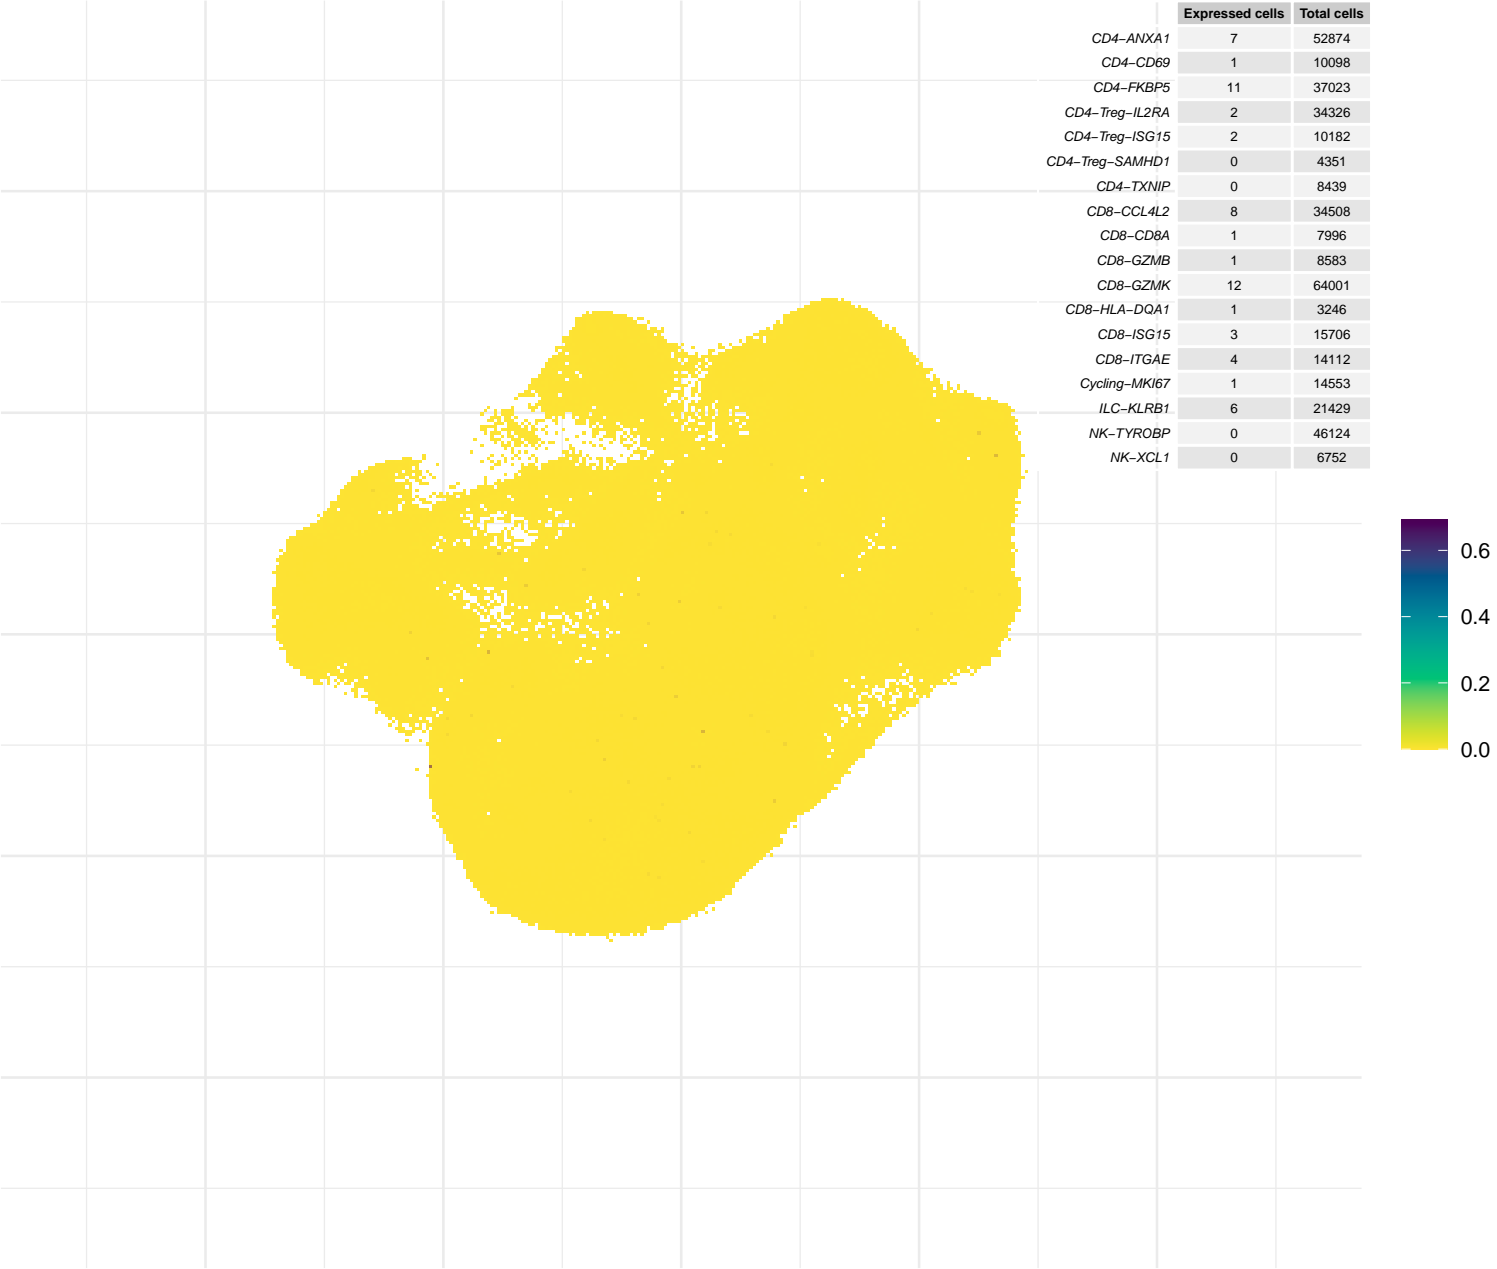 Expressed cells Total cells
CD4−ANXA1 7 52874
CD4−CD69 1 10098
CD4−FKBP5 11 37023
CD4−Treg−IL2RA 2 34326
CD4−Treg−ISG15 2 10182
CD4−Treg−SAMHD1 0 4351
CD4−TXNIP 0 8439
CD8−CCL4L2 8 34508
CD8−CD8A 1 7996
CD8−GZMB 1 8583
CD8−GZMK 12 64001
CD8−HLA−DQA1 1 3246
CD8−ISG15 3 15706
CD8−ITGAE 4 14112
Cycling−MKI67 1 14553
ILC−KLRB1 6 21429
NK−TYROBP 0 46124
NK−XCL1 0 6752
0.6
0.4
0.2
0.0